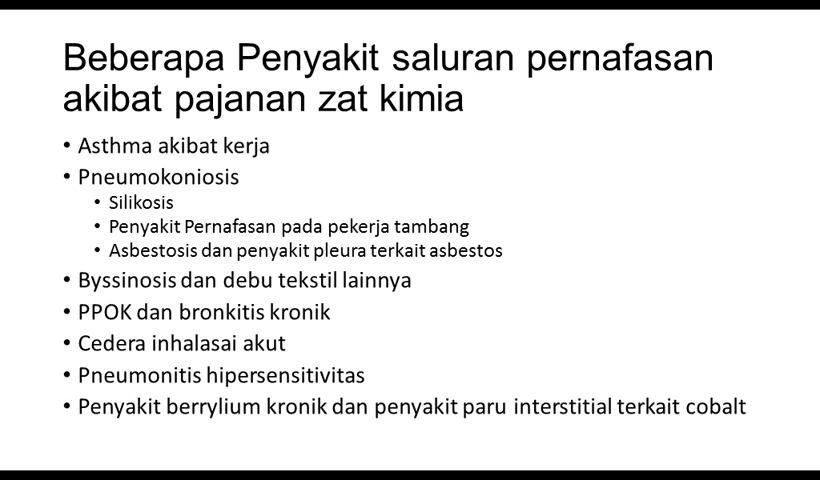 Beberapa Penyakit saluran pernafasan
akibat pajanan zat kimia
• Asthma akibat kerja
• Pneumokoniosis
• Silikosis
• Penyakit Pernafasan pada pekerja tambang
• Asbestosis dan penyakit pleura terkait asbestos
• Byssinosis dan debu tekstil lainnya
• PPOK dan bronkitis kronik
• Cedera inhalasai akut
• Pneumonitis hipersensitivitas
• Penyakit berrylium kronik dan penyakit paru interstitial terkait cobalt